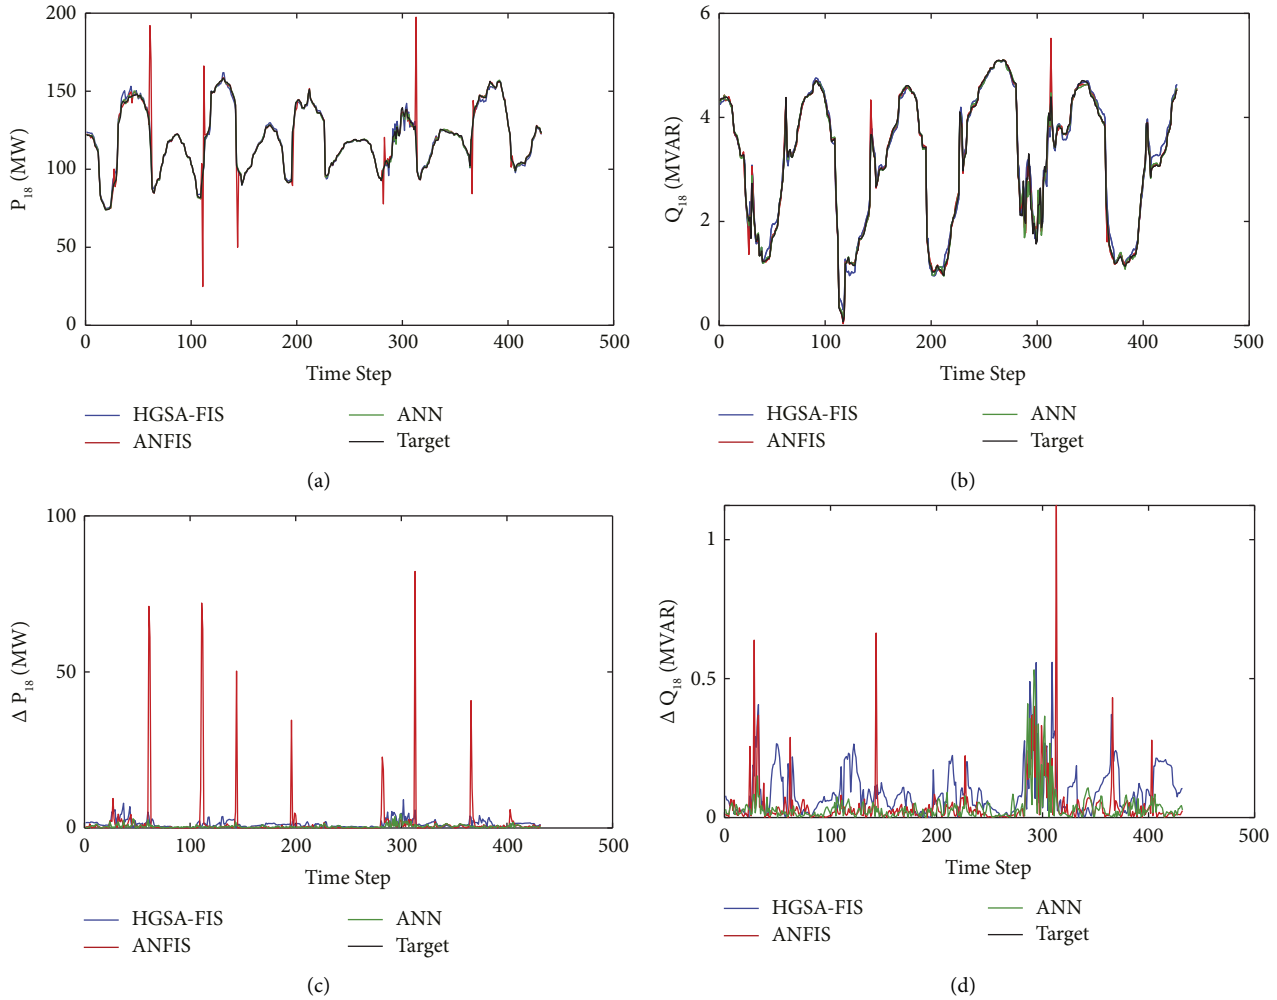 200
150
100
50
0
P18 (MW)
0 100 200 300 400 500
Time Step
HGSA-FIS
ANFIS
ANN
Target
(a)
6
4
2
0
Q18 (MVAR)
0 100 200 300 400 500
Time Step
HGSA-FIS
ANFIS
ANN
Target
(b)
100
50
0
Δ P18 (MW)
0 100 200 300 400 500
Time Step
HGSA-FIS
ANFIS
ANN
Target
(c)
1
0.5
0
Δ Q18 (MVAR)
0 100 200 300 400 500
Time Step
HGSA-FIS
ANFIS
ANN
Target
(d)